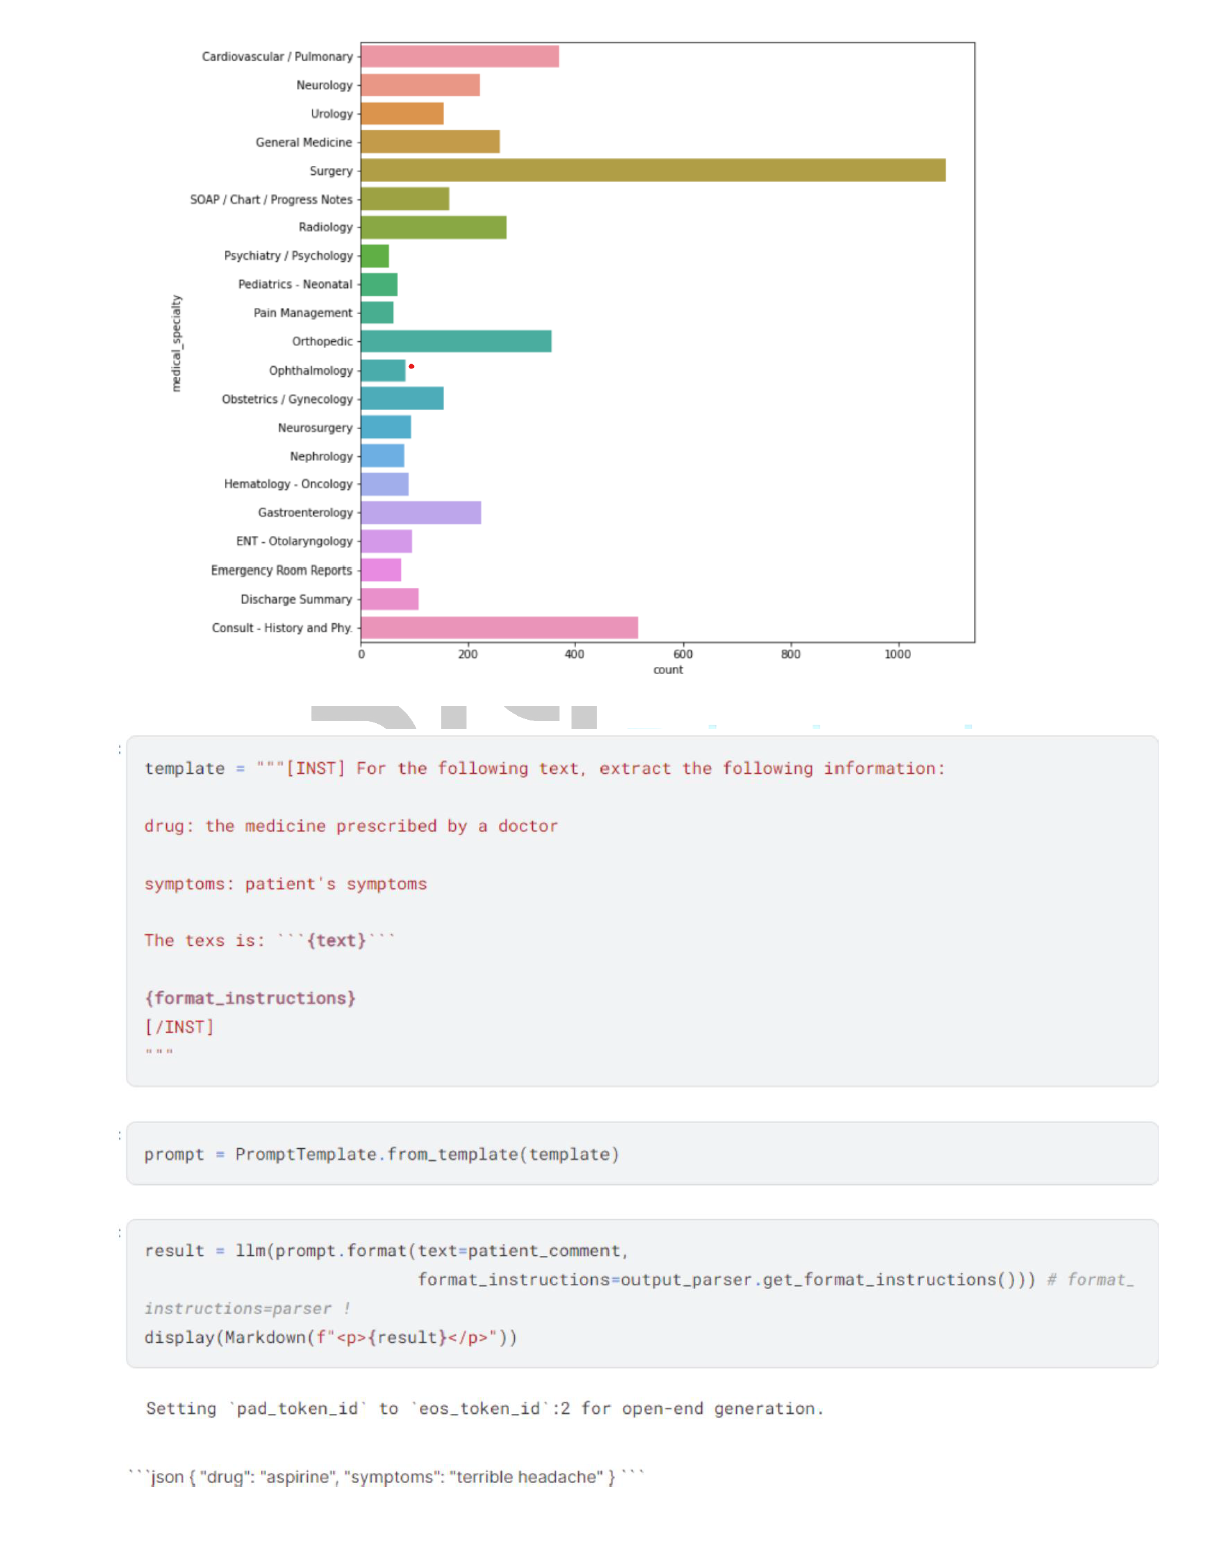 Cardiovascular / Pulmonary
Neurology
Urology
General Medicine
Surgery
SOAP / Chart / Progress Notes
Radiology
Psychiatry / Psychology
Pediatrics - Neonatal
Pain Management
Orthopedic
Ophthalmology
Obstetrics / Gynecology
Neurosurgery
Nephrology
Hematology - Oncology
Gastroenterology
ENT - Otolaryngology
Emergency Room Reports
Discharge Summary
Consult - History and Phy.
medical_specialty
0 200 400 600 800 1000
count
:
template = """[INST] For the following text, extract the following information:
drug: the medicine prescribed by a doctor
symptoms: patient's symptoms
The texs is: ```{text}```
{format_instructions}
[/INST]
"""
:
prompt = PromptTemplate.from_template(template)
:
result = llm(prompt.format(text=patient_comment,
format_instructions=output_parser.get_format_instructions())) # format_
instructions=parser !
display(Markdown(f"<p>{result}</p>"))
Setting `pad_token_id` to `eos_token_id`:2 for open-end generation.
```json { "drug": "aspirine", "symptoms": "terrible headache" } ```